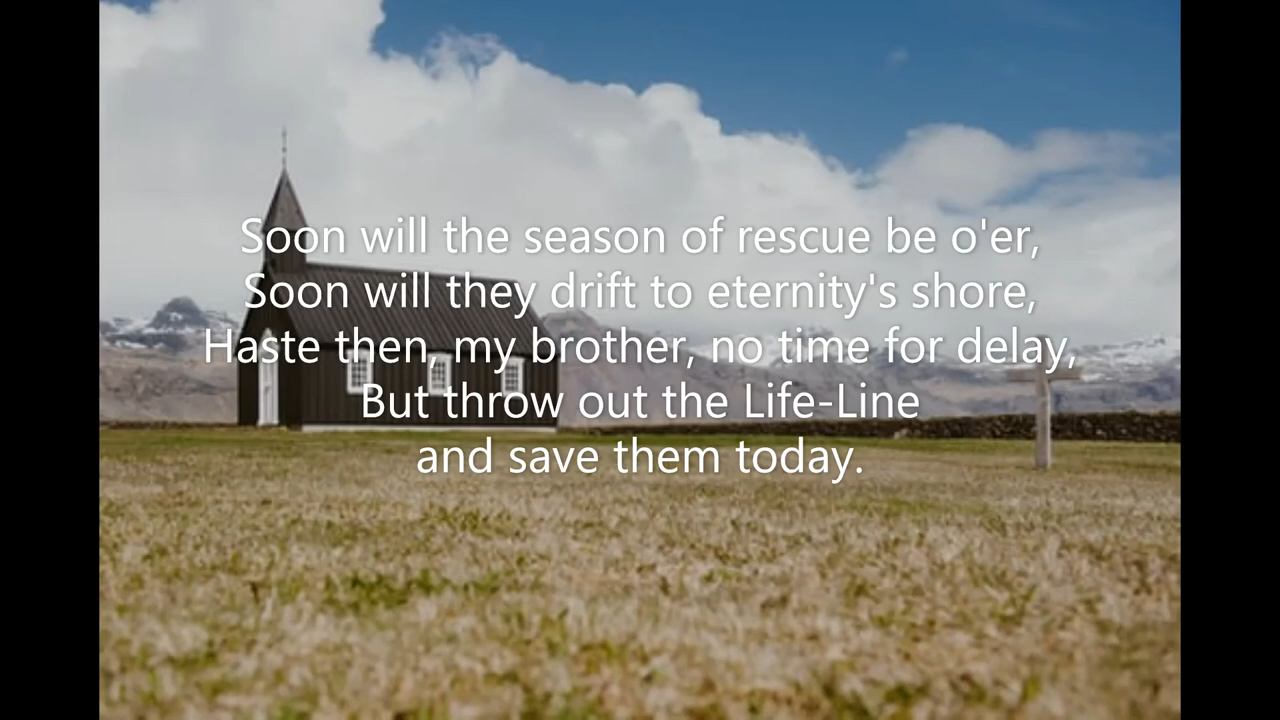 Soon will the season of rescue be o'er,
Soon will they drift to eternity's shore,
Haste then, my brother, no time for delay,
But throw out the Life-Line
and save them today.